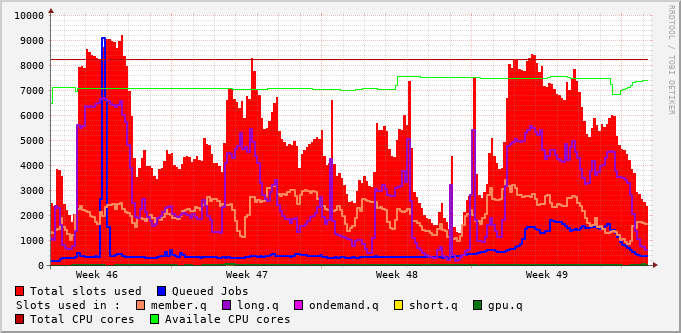 10000
9000
8000
7000
6000
5000
4000
3000
2000
1000
0
Week 46 Week 47 Week 48 Week 49
Total slots used Queued Jobs
Slots used in : member.q long.q ondemand.q short.q gpu.q
Total CPU cores Availale CPU cores
RRDTOOL / TOBI OETIKER